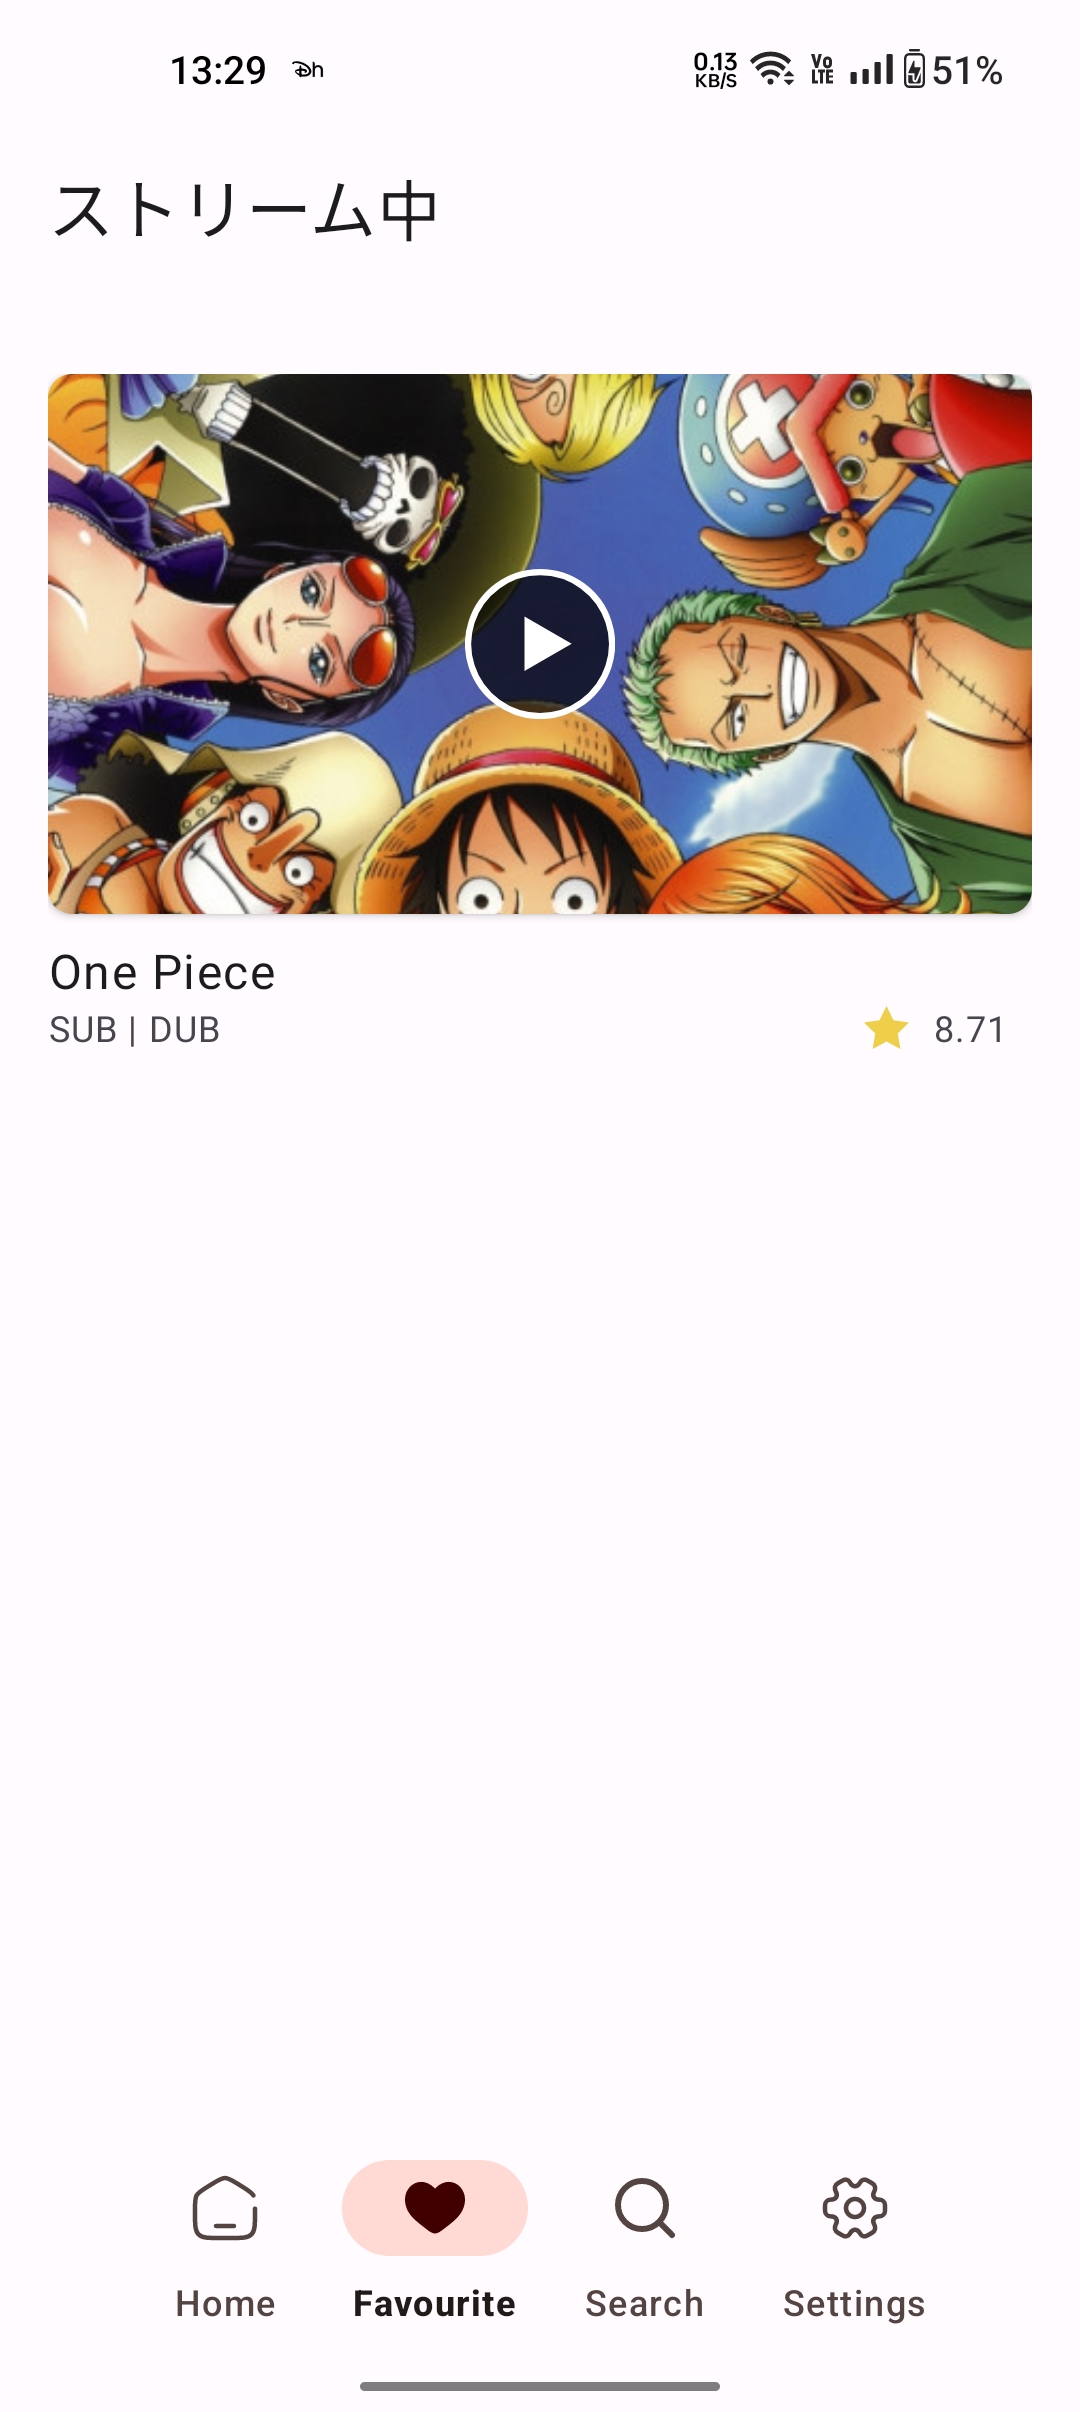 13:29 Dh 0.13 KB/S Vo LTE 51%
ストリーム中
One Piece
SUB | DUB 8.71
Home Favourite Search Settings